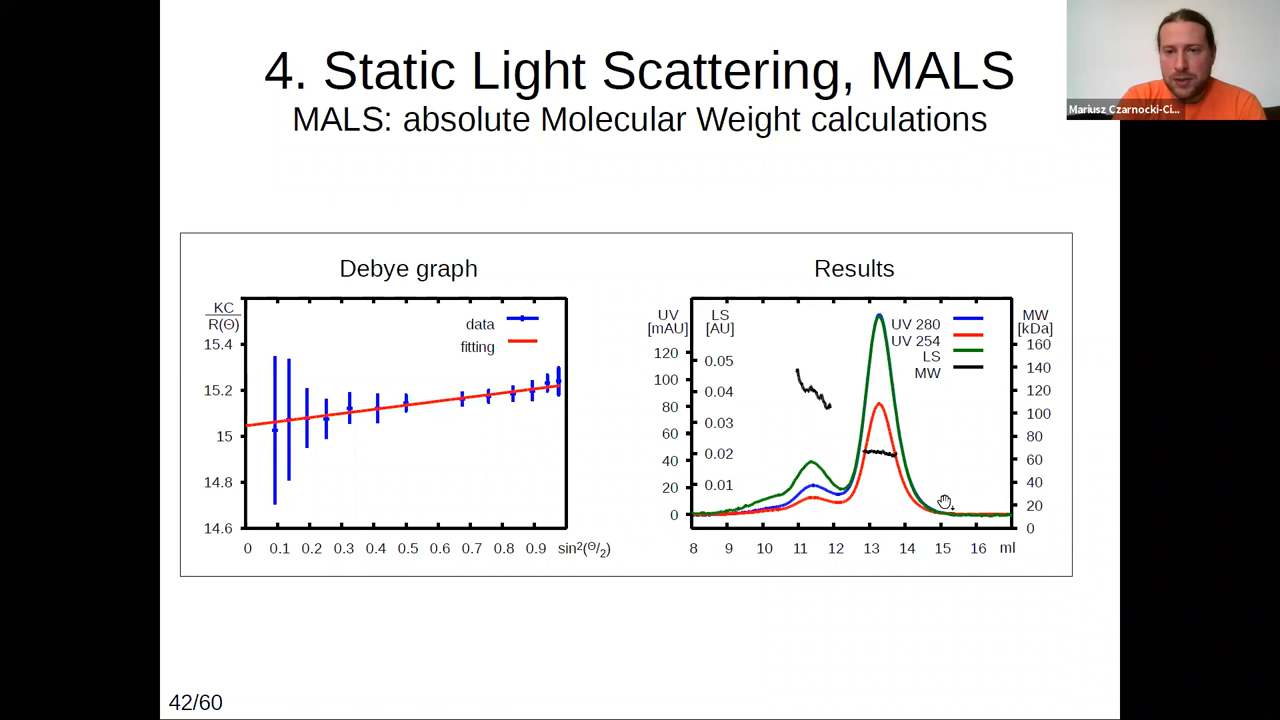 4. Static Light Scattering, MALS
MALS: absolute Molecular Weight calculations
Mariusz Czarnocki-Ci...
Debye graph
KC
R(Θ)
15.4
15.2
15
14.8
14.6
data
fitting
0 0.1 0.2 0.3 0.4 0.5 0.6 0.7 0.8 0.9 sin²(Θ/2)
Results
UV
[mAU]
LS
[AU]
120
100
80
60
40
20
0
0.05
0.04
0.03
0.02
0.01
UV 280
UV 254
LS
MW
MW
[kDa]
160
140
120
100
80
60
40
20
0
8 9 10 11 12 13 14 15 16 ml
42/60